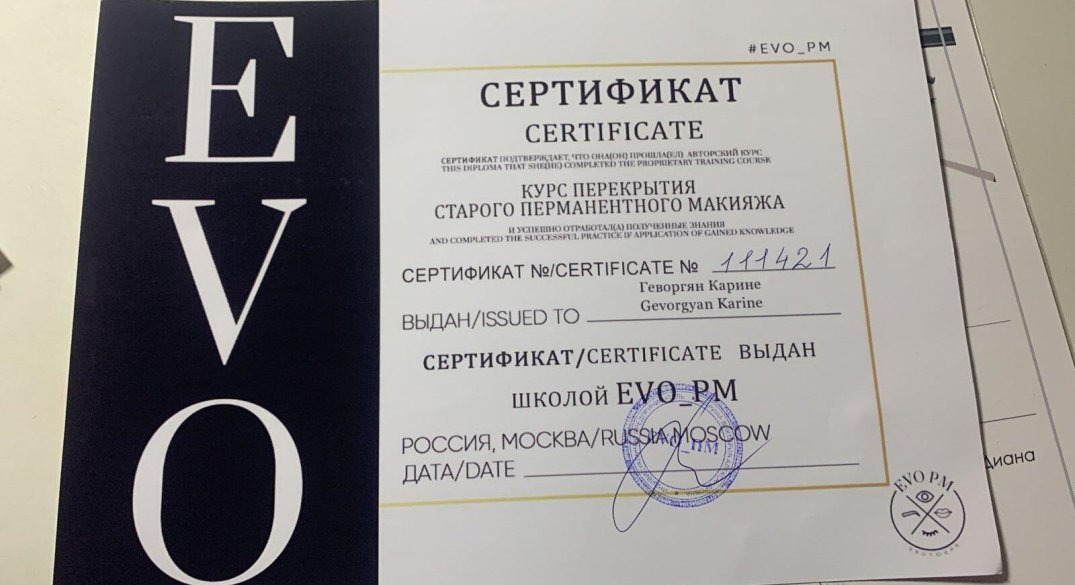 EVO
#EVO_PM
СЕРТИФИКАТ
CERTIFICATE
СЕРТИФИКАТ ПОДТВЕРЖДАЕТ, ЧТО ОНА(ОН) ПРОШЛА(ЕЛ) АВТОРСКИЙ КУРС
THIS DIPLOMA THAT SHE(HE) COMPLETED THE PROPRIETARY TRAINING COURSE
КУРС ПЕРЕКРЫТИЯ
СТАРОГО ПЕРМАНЕНТНОГО МАКИЯЖА
И УСПЕШНО ОТРАБОТАЛ(А) ПОЛУЧЕННЫЕ ЗНАНИЯ
AND COMPLETED THE SUCCESSFUL PRACTICE IF APPLICATION OF GAINED KNOWLEDGE
СЕРТИФИКАТ №/CERTIFICATE № 111421
Геворгян Карине
Gevorgyan Karine
ВЫДАН/ISSUED TO
СЕРТИФИКАТ/CERTIFICATE ВЫДАН
ШКОЛОЙ EVO_PM
РОССИЯ, МОСКВА/RUSSIA, MOSCOW
ДАТА/DATE
EVO PM
Диана